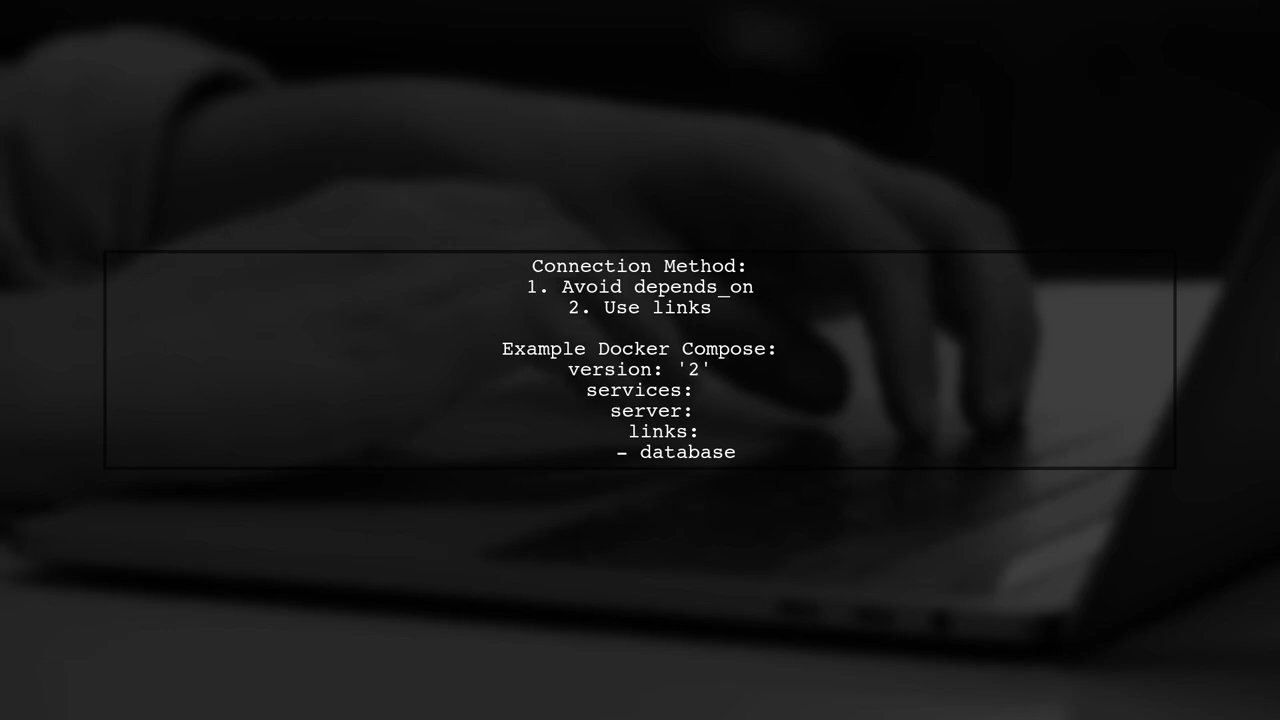 Connection Method:
1. Avoid depends_on
2. Use links
Example Docker Compose:
version: '2'
services:
server:
links:
- database